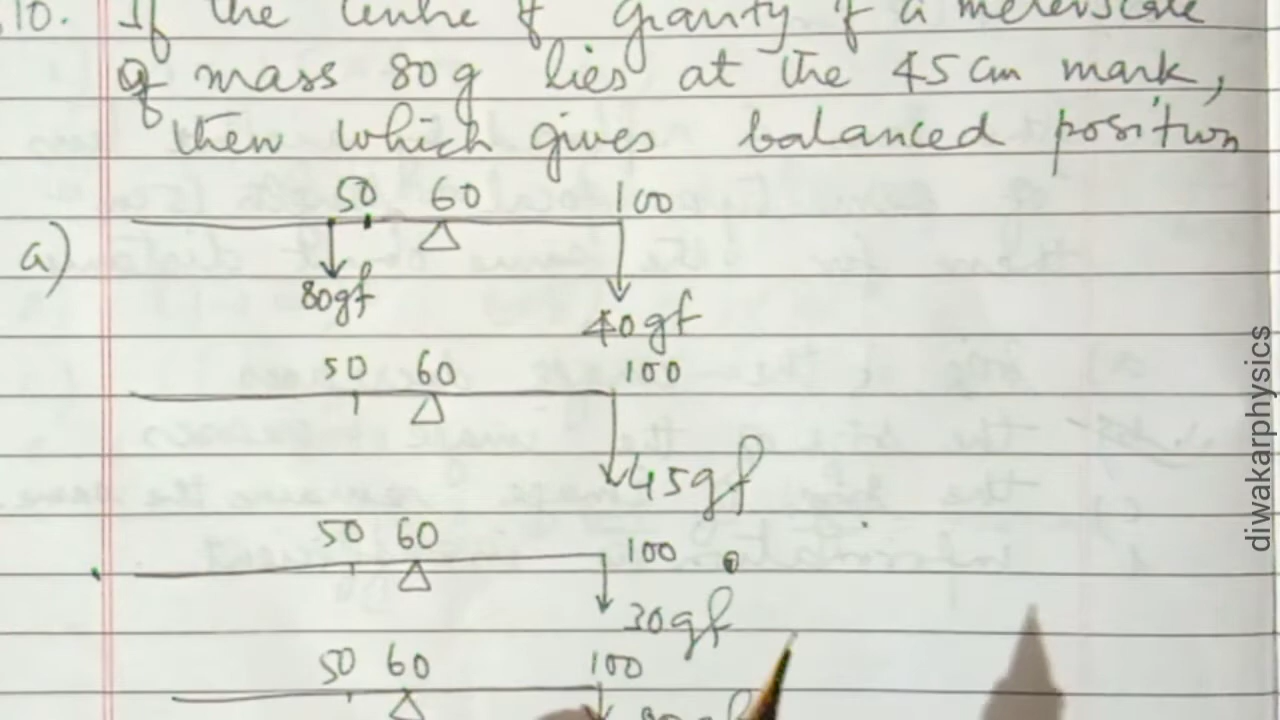 10. If the centre of gravity of a meterscale
of mass 80g lies at the 45cm mark,
then which gives balanced position
50 60 100
a)
80gf
40gf
50 60 100
45gf
50 60 100
30gf
50 60 100
diwakarphysics